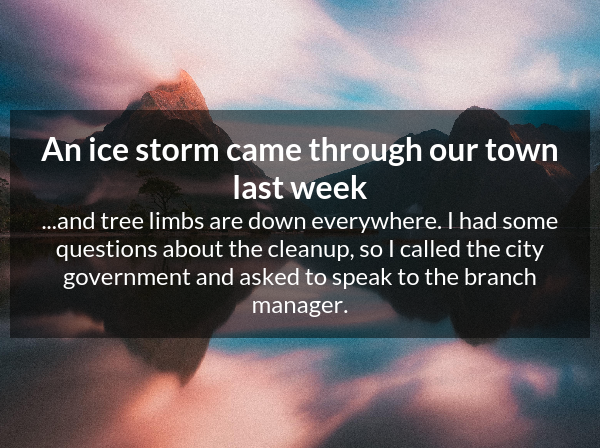 An ice storm came through our town
last week
...and tree limbs are down everywhere. I had some
questions about the cleanup, so I called the city
government and asked to speak to the branch
manager.